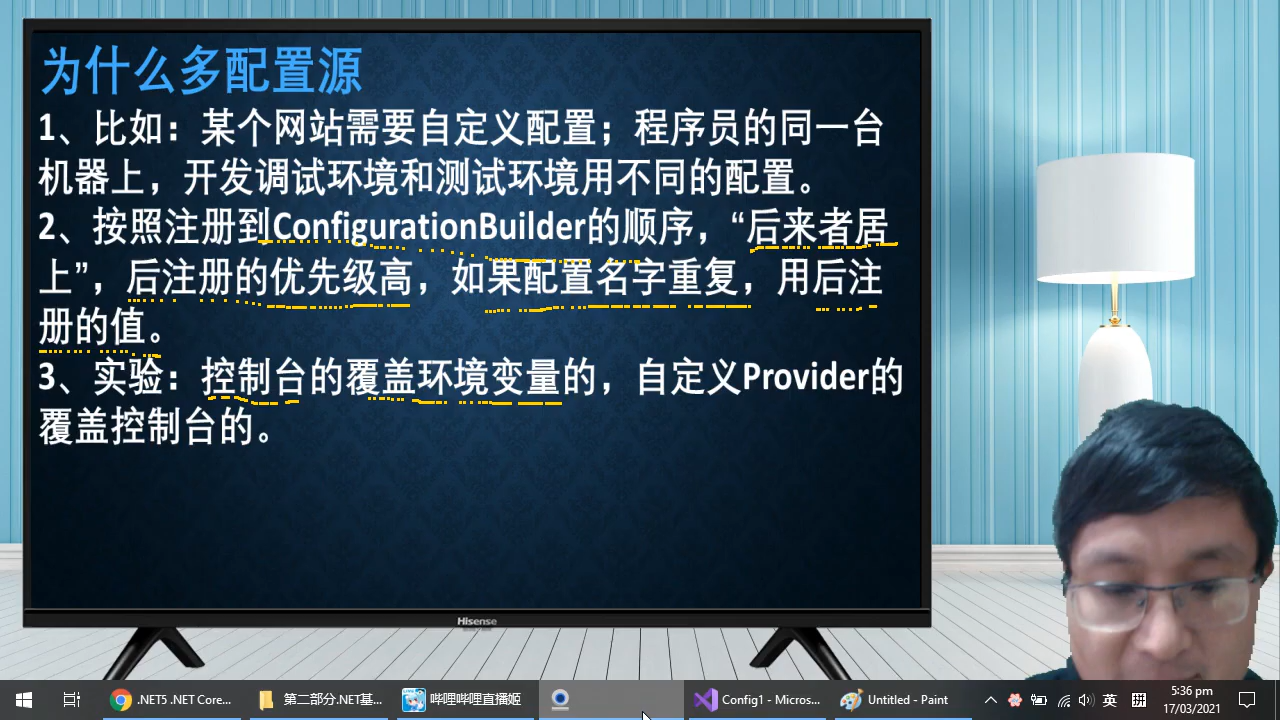 为什么多配置源
1、比如：某个网站需要自定义配置；程序员的同一台
机器上，开发调试环境和测试环境用不同的配置。
2、按照注册到ConfigurationBuilder的顺序，“后来者居
上”，后注册的优先级高，如果配置名字重复，用后注
册的值。
3、实验：控制台的覆盖环境变量的，自定义Provider的
覆盖控制台的。
Hisense
.NET5 .NET Core...
第二部分.NET基...
哔哩哔哩直播姬
Config1 - Micros...
Untitled - Paint
英
拼
5:36 pm
17/03/2021